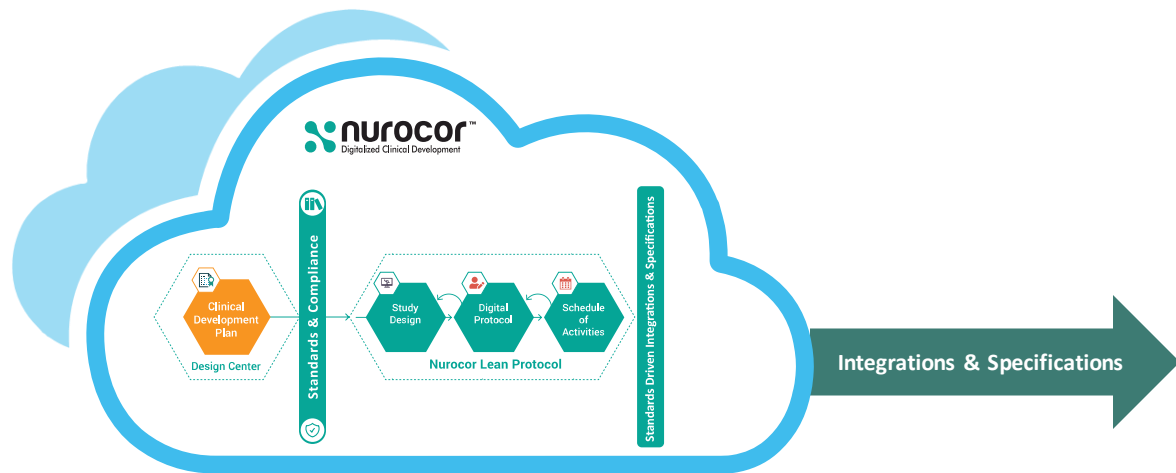 nurocor™
Digitalized Clinical Development
Standards & Compliance
Clinical
Development
Plan
Design Center
Study
Design
Digital
Protocol
Schedule
of
Activities
Nurocor Lean Protocol
Standards Driven Integrations & Specifications
Integrations & Specifications